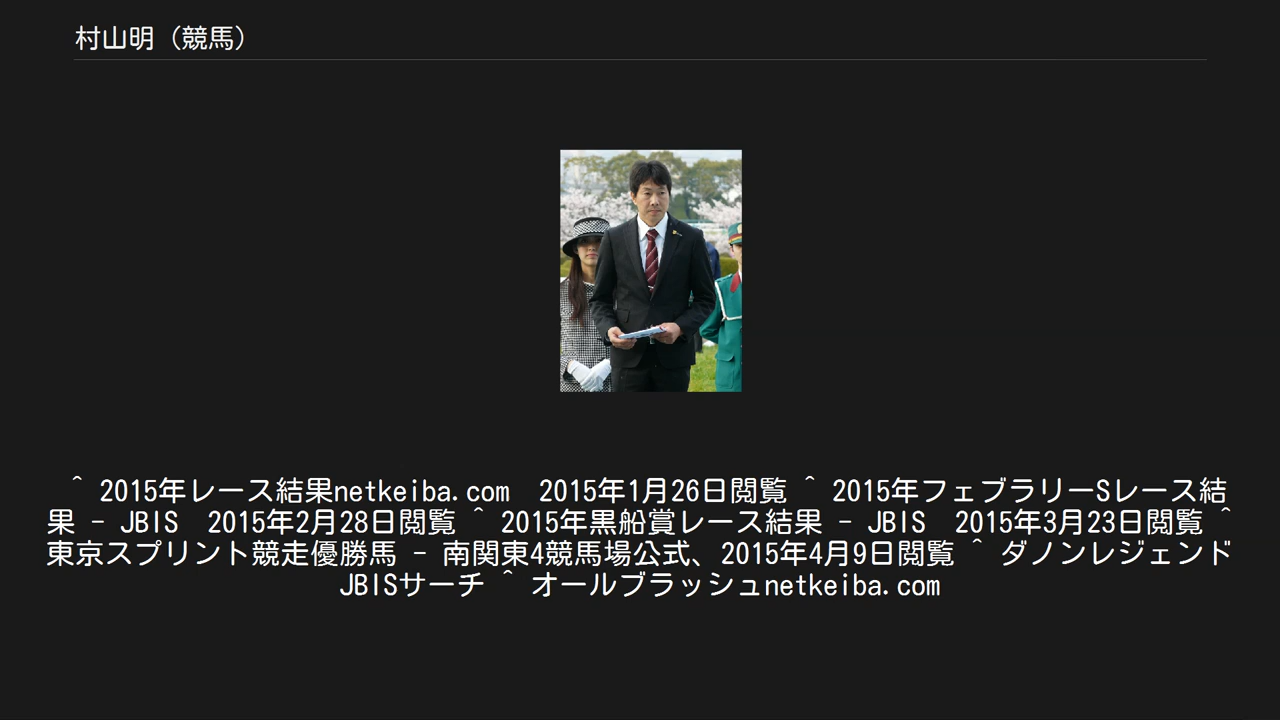 村山明（競馬）
^ 2015年レース結果netkeiba.com　2015年1月26日閲覧 ^ 2015年フェブラリーSレース結
果 - JBIS　2015年2月28日閲覧 ^ 2015年黒船賞レース結果 - JBIS　2015年3月23日閲覧 ^
東京スプリント競走優勝馬 - 南関東4競馬場公式、2015年4月9日閲覧 ^ ダノンレジェンド
JBISサーチ ^ オールブラッシュnetkeiba.com